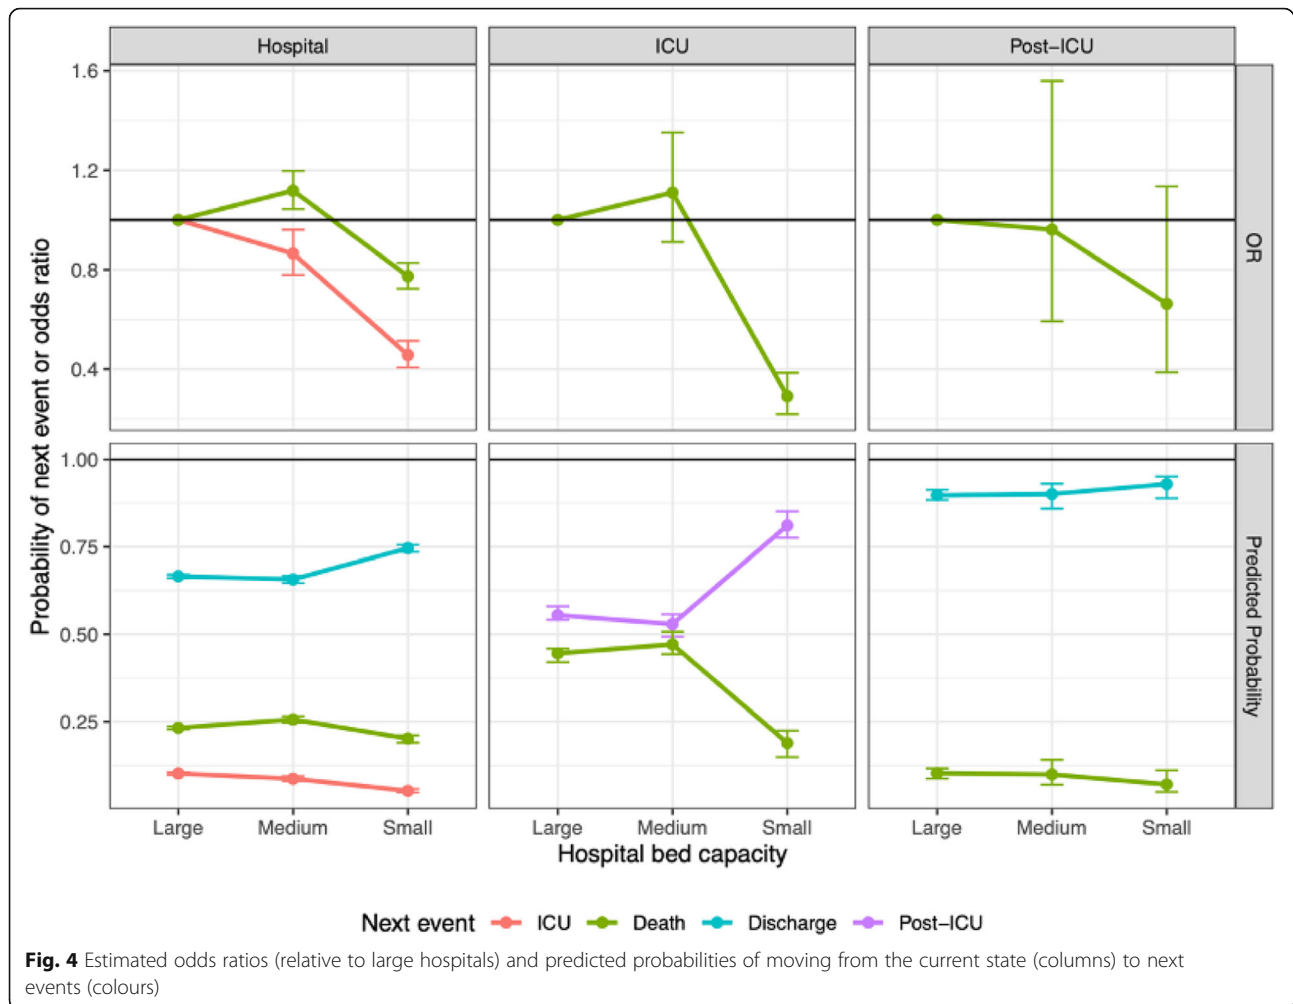 Hospital
ICU
Post-ICU
1.6
1.2
0.8
0.4
OR
Probability of next event or odds ratio
1.00
0.75
0.50
0.25
Predicted Probability
Large Medium Small
Large Medium Small
Large Medium Small
Hospital bed capacity
Next event ICU Death Discharge Post-ICU
Fig. 4 Estimated odds ratios (relative to large hospitals) and predicted probabilities of moving from the current state (columns) to next
events (colours)